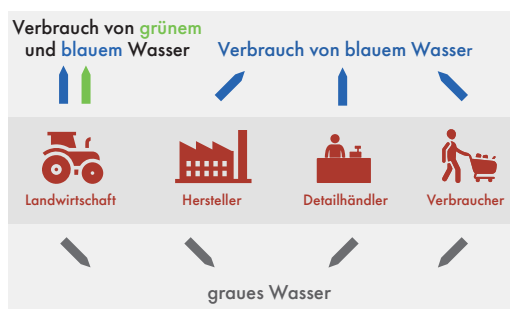 Verbrauch von grünem
und blauem Wasser
Verbrauch von blauem Wasser
Landwirtschaft
Hersteller
Detailhändler
Verbraucher
graues Wasser